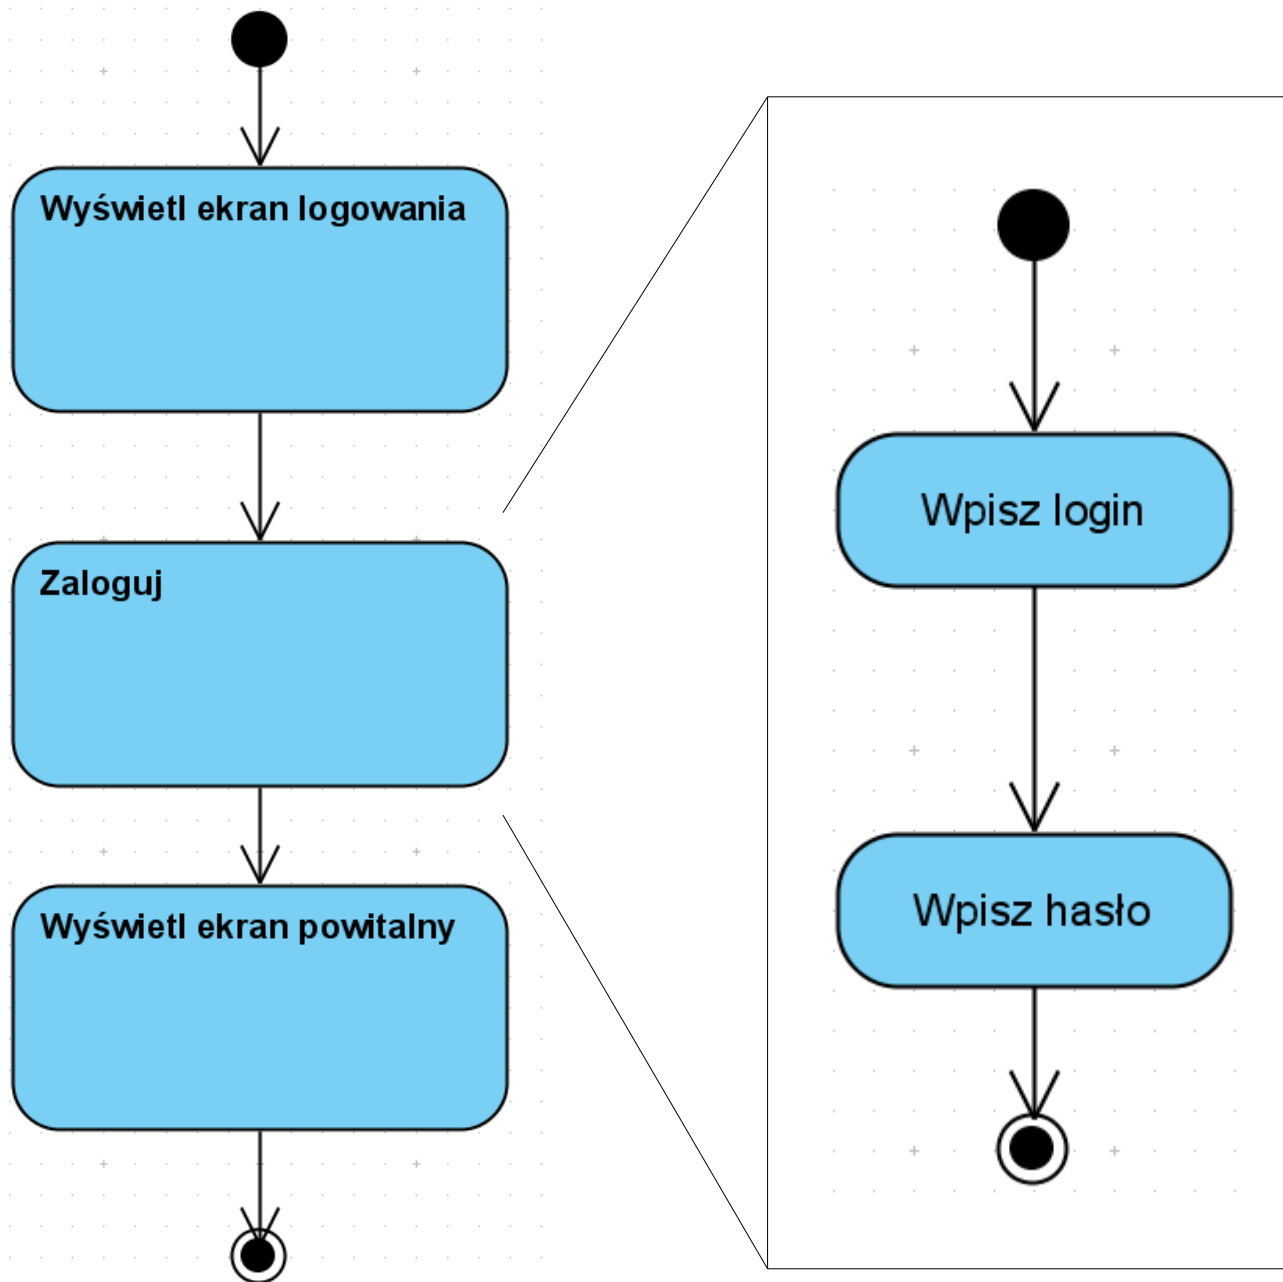 Wyświetl ekran logowania
Zaloguj
Wyświetl ekran powitalny
Wpisz login
Wpisz hasło